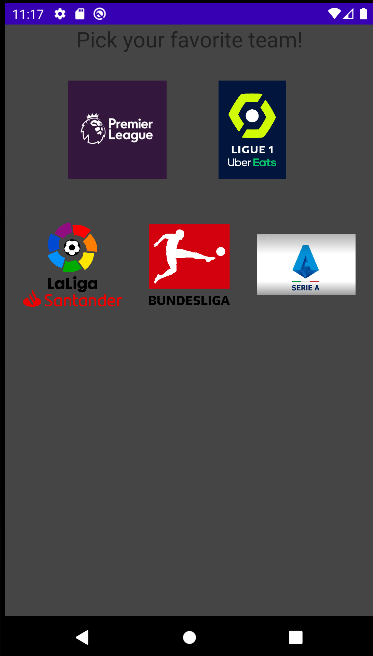 11:17
Pick your favorite team!
Premier
League
LIGUE 1
Uber Eats
LaLiga
Santander
BUNDESLIGA
SERIE A